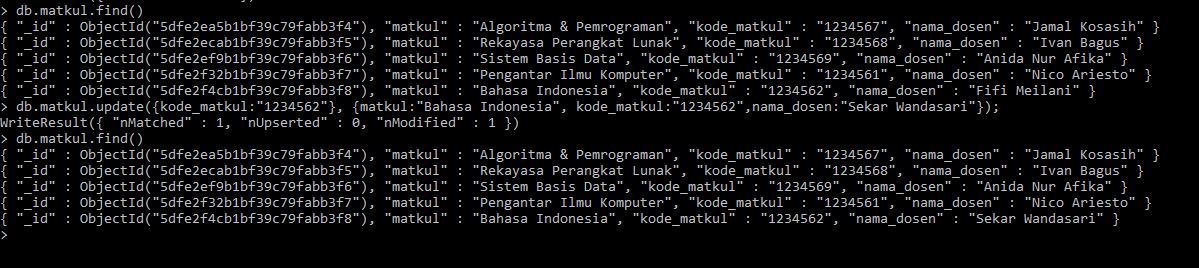 > db.matkul.find()
{ "_id" : ObjectId("5dfe2ea5b1bf39c79fabb3f4"), "matkul" : "Algoritma & Pemrograman", "kode_matkul" : "1234567", "nama_dosen" : "Jamal Kosasih" }
{ "_id" : ObjectId("5dfe2ecab1bf39c79fabb3f5"), "matkul" : "Rekayasa Perangkat Lunak", "kode_matkul" : "1234568", "nama_dosen" : "Ivan Bagus" }
{ "_id" : ObjectId("5dfe2ef9b1bf39c79fabb3f6"), "matkul" : "Sistem Basis Data", "kode_matkul" : "1234569", "nama_dosen" : "Anida Nur Afika" }
{ "_id" : ObjectId("5dfe2f32b1bf39c79fabb3f7"), "matkul" : "Pengantar Ilmu Komputer", "kode_matkul" : "1234561", "nama_dosen" : "Nico Ariesto" }
{ "_id" : ObjectId("5dfe2f4cb1bf39c79fabb3f8"), "matkul" : "Bahasa Indonesia", "kode_matkul" : "1234562", "nama_dosen" : "Fifi Meilani" }
> db.matkul.update({kode_matkul:"1234562"}, {matkul:"Bahasa Indonesia", kode_matkul:"1234562",nama_dosen:"Sekar Wandasari"});
WriteResult({ "nMatched" : 1, "nUpserted" : 0, "nModified" : 1 })
> db.matkul.find()
{ "_id" : ObjectId("5dfe2ea5b1bf39c79fabb3f4"), "matkul" : "Algoritma & Pemrograman", "kode_matkul" : "1234567", "nama_dosen" : "Jamal Kosasih" }
{ "_id" : ObjectId("5dfe2ecab1bf39c79fabb3f5"), "matkul" : "Rekayasa Perangkat Lunak", "kode_matkul" : "1234568", "nama_dosen" : "Ivan Bagus" }
{ "_id" : ObjectId("5dfe2ef9b1bf39c79fabb3f6"), "matkul" : "Sistem Basis Data", "kode_matkul" : "1234569", "nama_dosen" : "Anida Nur Afika" }
{ "_id" : ObjectId("5dfe2f32b1bf39c79fabb3f7"), "matkul" : "Pengantar Ilmu Komputer", "kode_matkul" : "1234561", "nama_dosen" : "Nico Ariesto" }
{ "_id" : ObjectId("5dfe2f4cb1bf39c79fabb3f8"), "matkul" : "Bahasa Indonesia", "kode_matkul" : "1234562", "nama_dosen" : "Sekar Wandasari" }
>